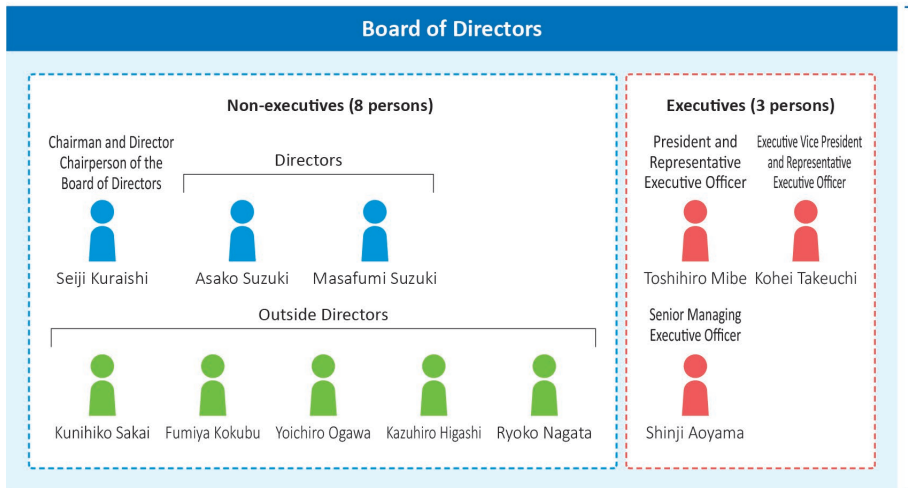 Board of Directors
Non-executives (8 persons)
Chairman and Director
Chairperson of the
Board of Directors
Directors
Seiji Kuraishi
Asako Suzuki
Masafumi Suzuki
Outside Directors
Kunihiko Sakai
Fumiya Kokubu
Yoichiro Ogawa
Kazuhiro Higashi
Ryoko Nagata
Executives (3 persons)
President and
Representative
Executive Officer
Executive Vice President
and Representative
Executive Officer
Toshihiro Mibe
Kohei Takeuchi
Senior Managing
Executive Officer
Shinji Aoyama